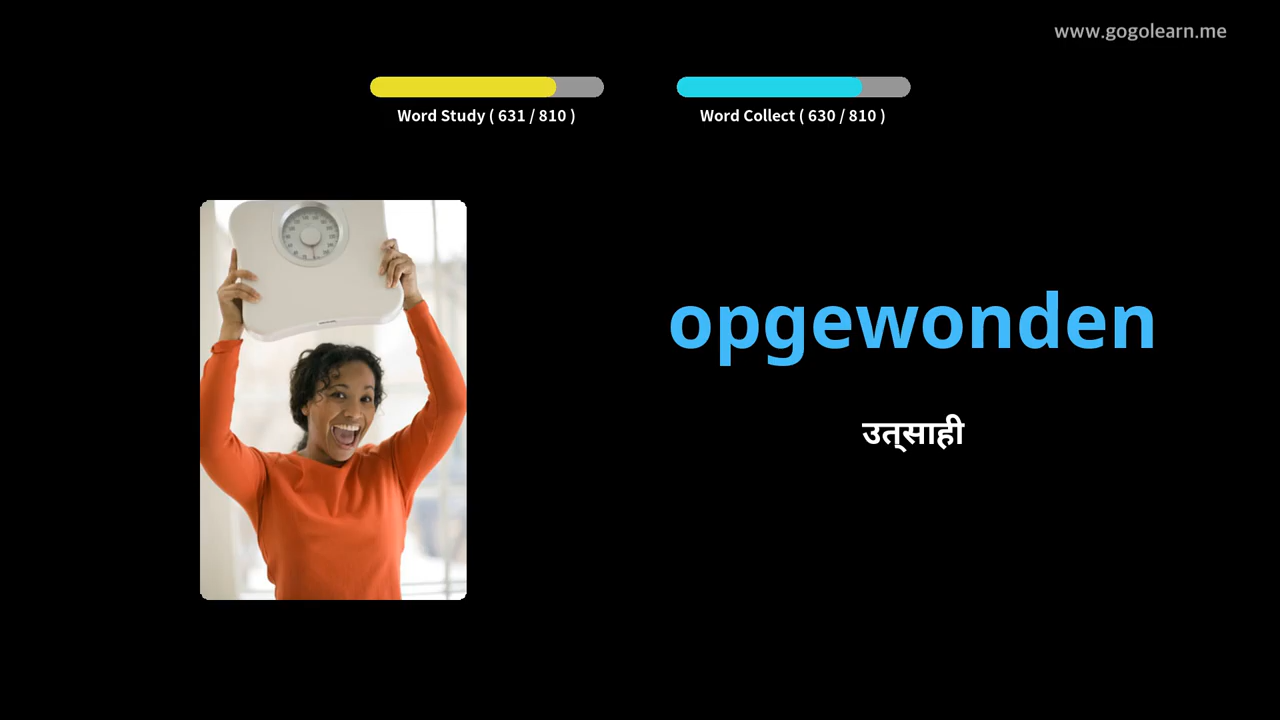 www.gogolearn.me
Word Study ( 631 / 810 )
Word Collect ( 630 / 810 )
opgewonden
उत्साही